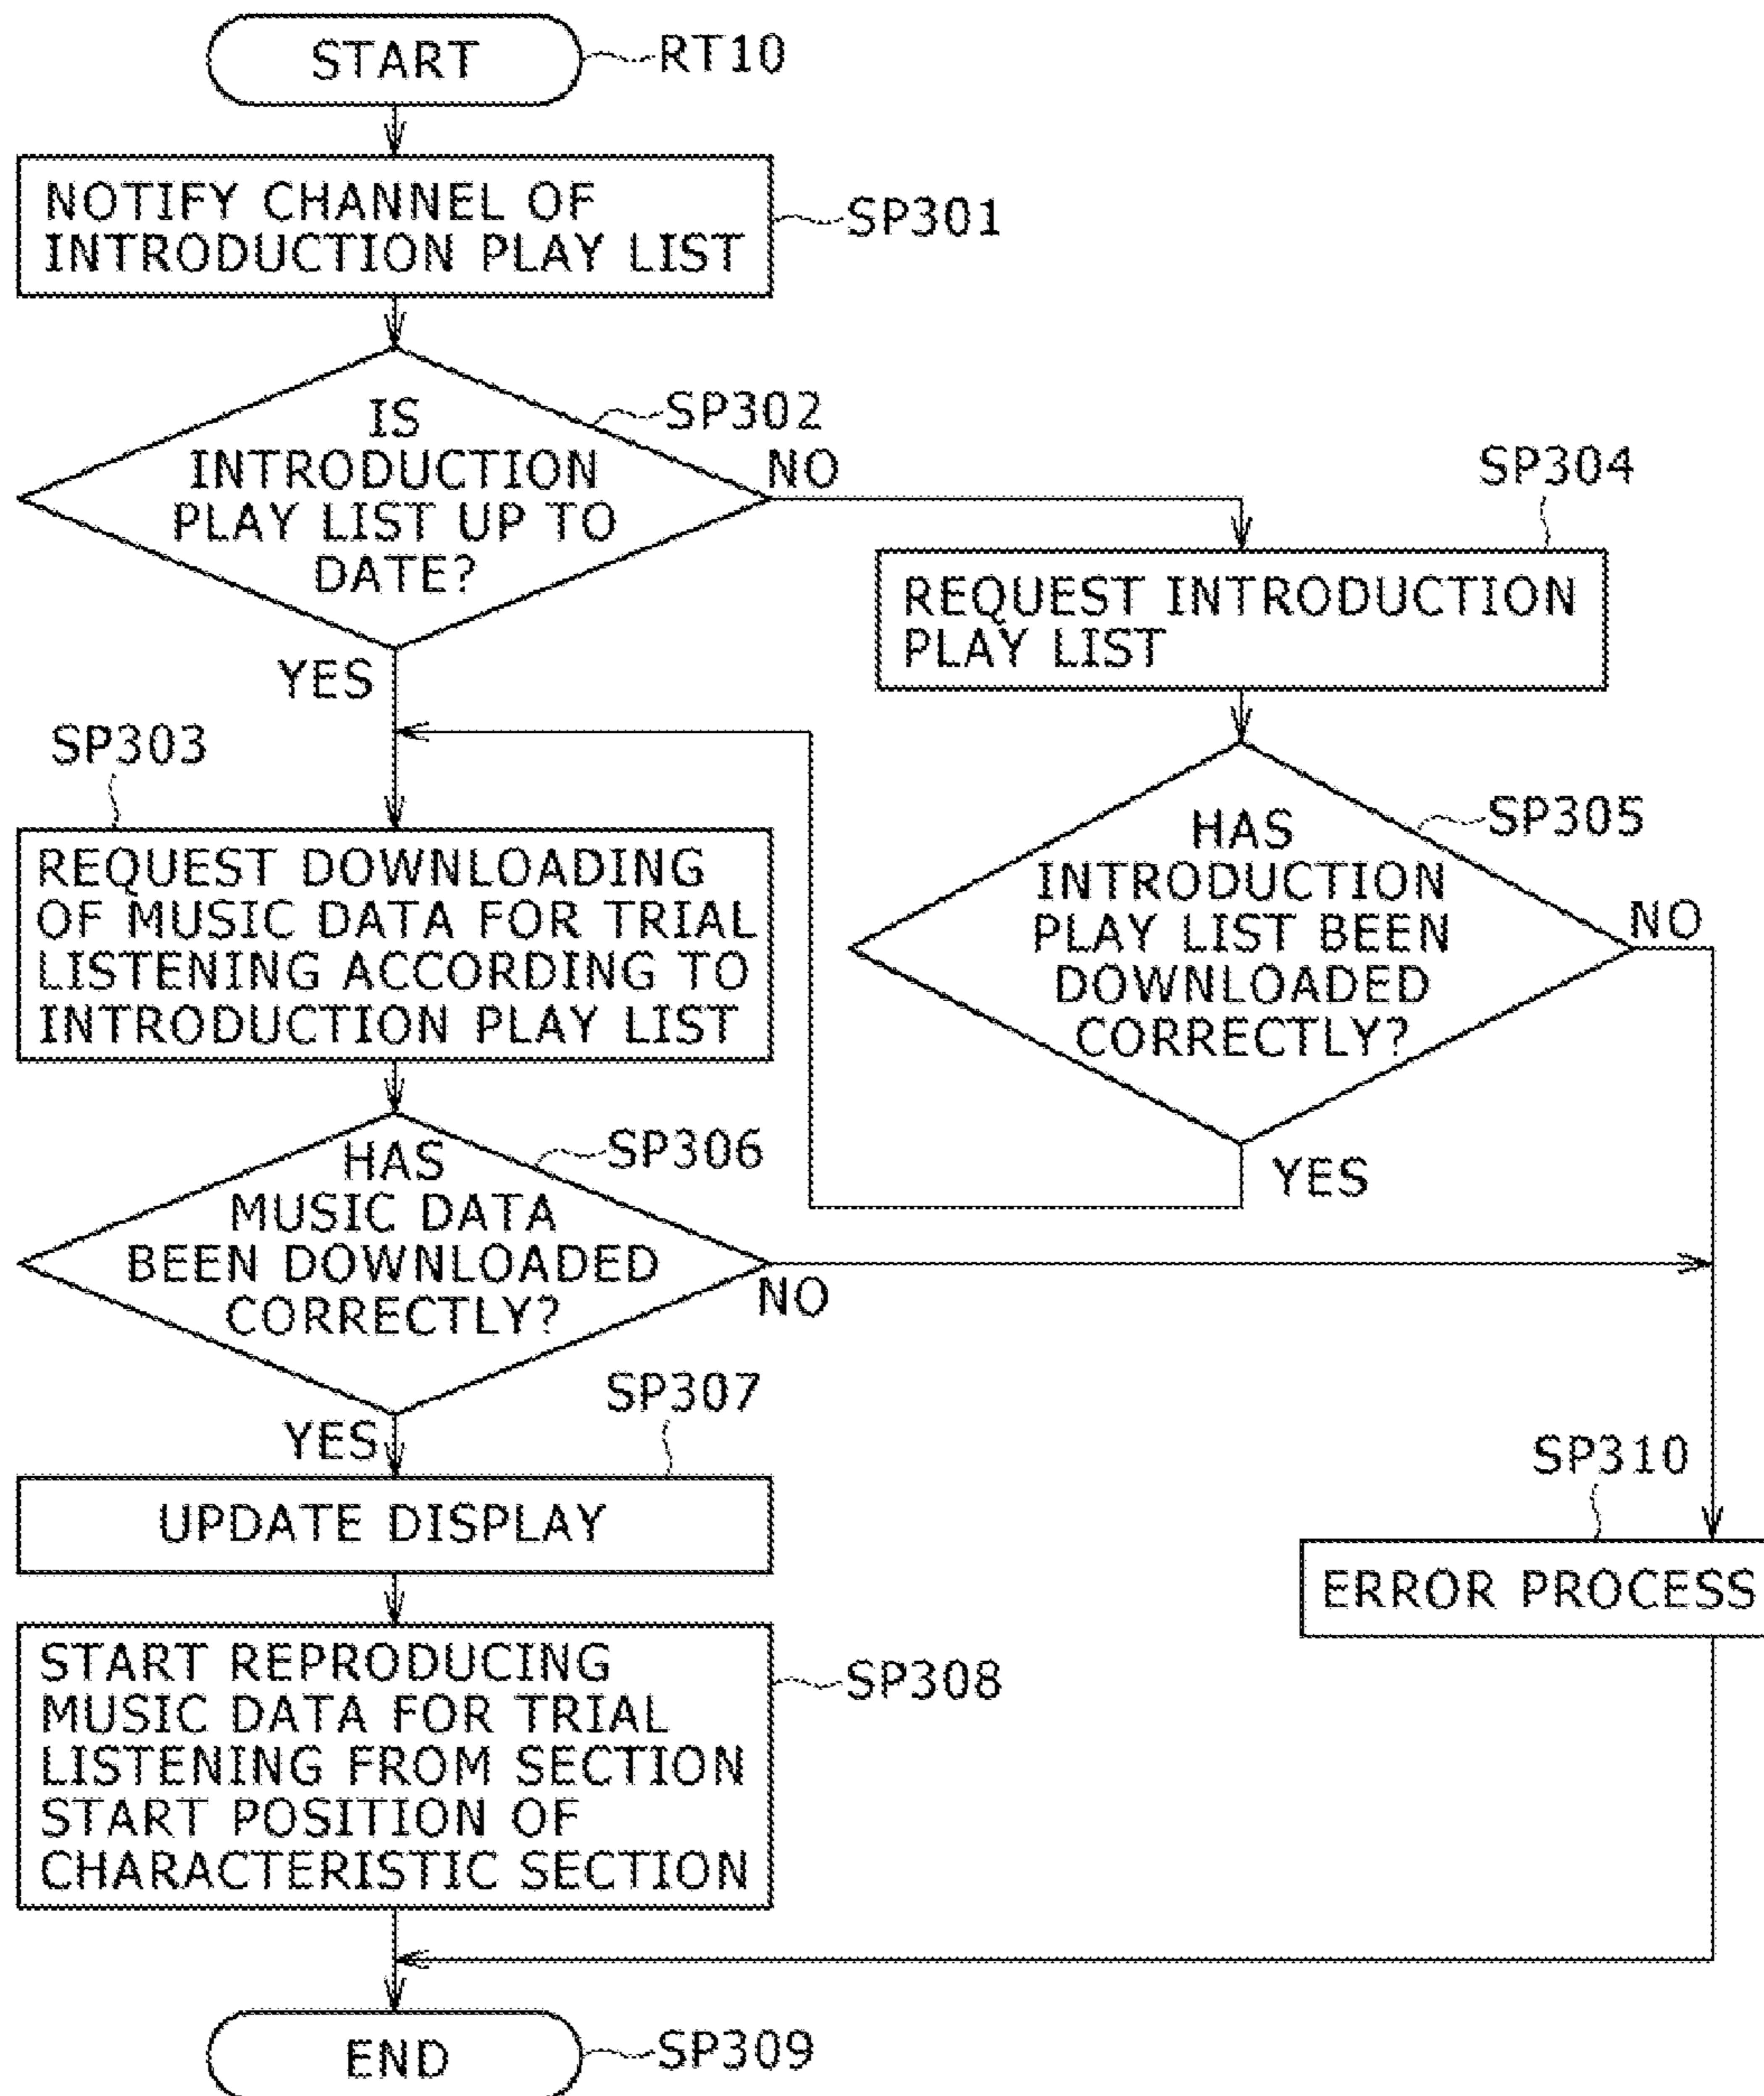 START
RT10
NOTIFY CHANNEL OF
INTRODUCTION PLAY LIST
SP301
IS
INTRODUCTION
PLAY LIST UP TO
DATE?
SP302
NO
YES
SP304
REQUEST INTRODUCTION
PLAY LIST
SP303
REQUEST DOWNLOADING
OF MUSIC DATA FOR TRIAL
LISTENING ACCORDING TO
INTRODUCTION PLAY LIST
SP305
HAS
INTRODUCTION
PLAY LIST BEEN
DOWNLOADED
CORRECTLY?
NO
YES
SP306
HAS
MUSIC DATA
BEEN DOWNLOADED
CORRECTLY?
NO
YES
SP307
UPDATE DISPLAY
SP310
ERROR PROCESS
START REPRODUCING
MUSIC DATA FOR TRIAL
LISTENING FROM SECTION
START POSITION OF
CHARACTERISTIC SECTION
SP308
END
SP309